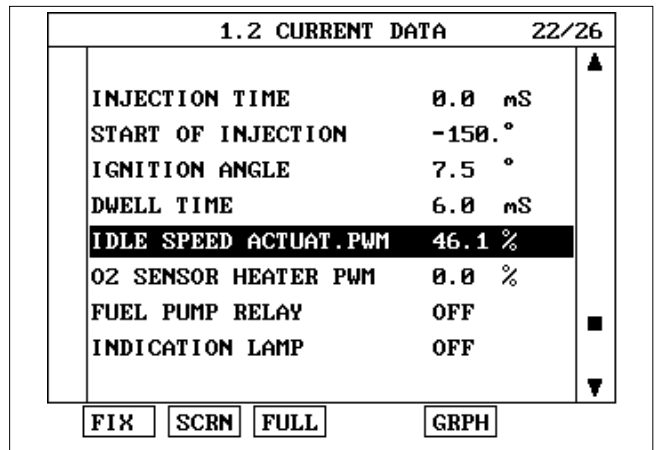 1.2 CURRENT DATA 22/26
INJECTION TIME 0.0 mS
START OF INJECTION -150.°
IGNITION ANGLE 7.5 °
DWELL TIME 6.0 mS
IDLE SPEED ACTUAT.PWM 46.1 %
O2 SENSOR HEATER PWM 0.0 %
FUEL PUMP RELAY OFF
INDICATION LAMP OFF
FIX SCRN FULL GRPH